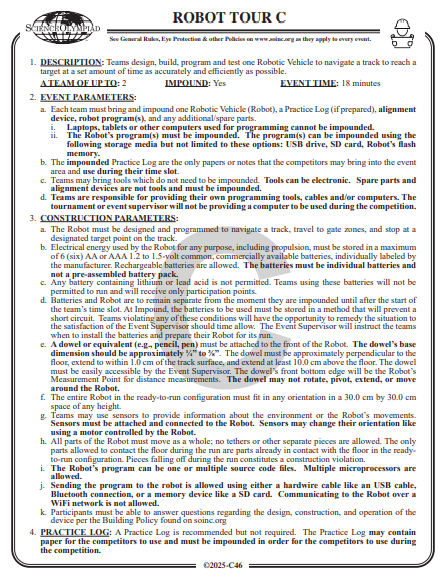 ROBOT TOUR C
SCIENCE OLYMPIAD
See General Rules, Eye Protection & other Policies on www.soinc.org as they apply to every event.
1. DESCRIPTION: Teams design, build, program and test one Robotic Vehicle to navigate a track to reach a
target at a set amount of time as accurately and efficiently as possible.
A TEAM OF UP TO: 2 IMPOUND: Yes EVENT TIME: 18 minutes
2. EVENT PARAMETERS:
a. Each team must bring and impound one Robotic Vehicle (Robot), a Practice Log (if prepared), alignment
device, robot program(s), and any additional/spare parts.
i. Laptops, tablets or other computers used for programming cannot be impounded.
ii. The Robot's program(s) must be impounded. The program(s) can be impounded using the
following storage media but not limited to these options: USB drive, SD card, Robot's flash
memory.
b. The impounded Practice Log are the only papers or notes that the competitors may bring into the event
area and use during their time slot.
c. Teams may bring tools which do not need to be impounded. Tools can be electronic. Spare parts and
alignment devices are not tools and must be impounded.
d. Teams are responsible for providing their own programming tools, cables and/or computers. The
tournament or event supervisor will not be providing a computer to be used during the competition.
3. CONSTRUCTION PARAMETERS:
a. The Robot must be designed and programmed to navigate a track, travel to gate zones, and stop at a
designated target point on the track.
b. Electrical energy used by the Robot for any purpose, including propulsion, must be stored in a maximum
of 6 (six) AA or AAA 1.2 to 1.5-volt common, commercially available batteries, individually labeled by
the manufacturer. Rechargeable batteries are allowed. The batteries must be individual batteries and
not a pre-assembled battery pack.
c. Any battery containing lithium or lead acid is not permitted. Teams using these batteries will not be
permitted to run and will receive only participation points.
d. Batteries and Robot are to remain separate from the moment they are impounded until after the start of
the team's time slot. At Impound, the batteries to be used must be stored in a method that will prevent a
short circuit. Teams violating any of these conditions will have the opportunity to remedy the situation to
the satisfaction of the Event Supervisor should time allow. The Event Supervisor will instruct the teams
when to install the batteries and prepare their Robot for its run.
e. A dowel or equivalent (e.g., pencil, pen) must be attached to the front of the Robot. The dowel's base
dimension should be approximately ¼" to ⅜". The dowel must be approximately perpendicular to the
floor, extend to within 1.0 cm of the track surface, and extend at least 10.0 cm above the floor. The dowel
must be easily accessible by the Event Supervisor. The dowel's front bottom edge will be the Robot's
Measurement Point for distance measurements. The dowel may not rotate, pivot, extend, or move
around the Robot.
f. The entire Robot in the ready-to-run configuration must fit in any orientation in a 30.0 cm by 30.0 cm
space of any height.
g. Teams may use sensors to provide information about the environment or the Robot's movements.
Sensors must be attached and connected to the Robot. Sensors may change their orientation like
using a motor controlled by the Robot.
h. All parts of the Robot must move as a whole; no tethers or other separate pieces are allowed. The only
parts allowed to contact the floor during the run are parts already in contact with the floor in the ready-
to-run configuration. Pieces falling off during the run constitutes a construction violation.
i. The Robot's program can be one or multiple source code files. Multiple microprocessors are
allowed.
j. Sending the program to the robot is allowed using either a hardwire cable like an USB cable,
Bluetooth connection, or a memory device like a SD card. Communicating to the Robot over a
WiFi network is not allowed.
k. Participants must be able to answer questions regarding the design, construction, and operation of
the device per the Building Policy found on soinc.org
4. PRACTICE LOG: A Practice Log is recommended but not required. The Practice Log may contain
paper for the competitors to use and must be impounded in order for the competitors to use during
the competition.
©2025-C46
C